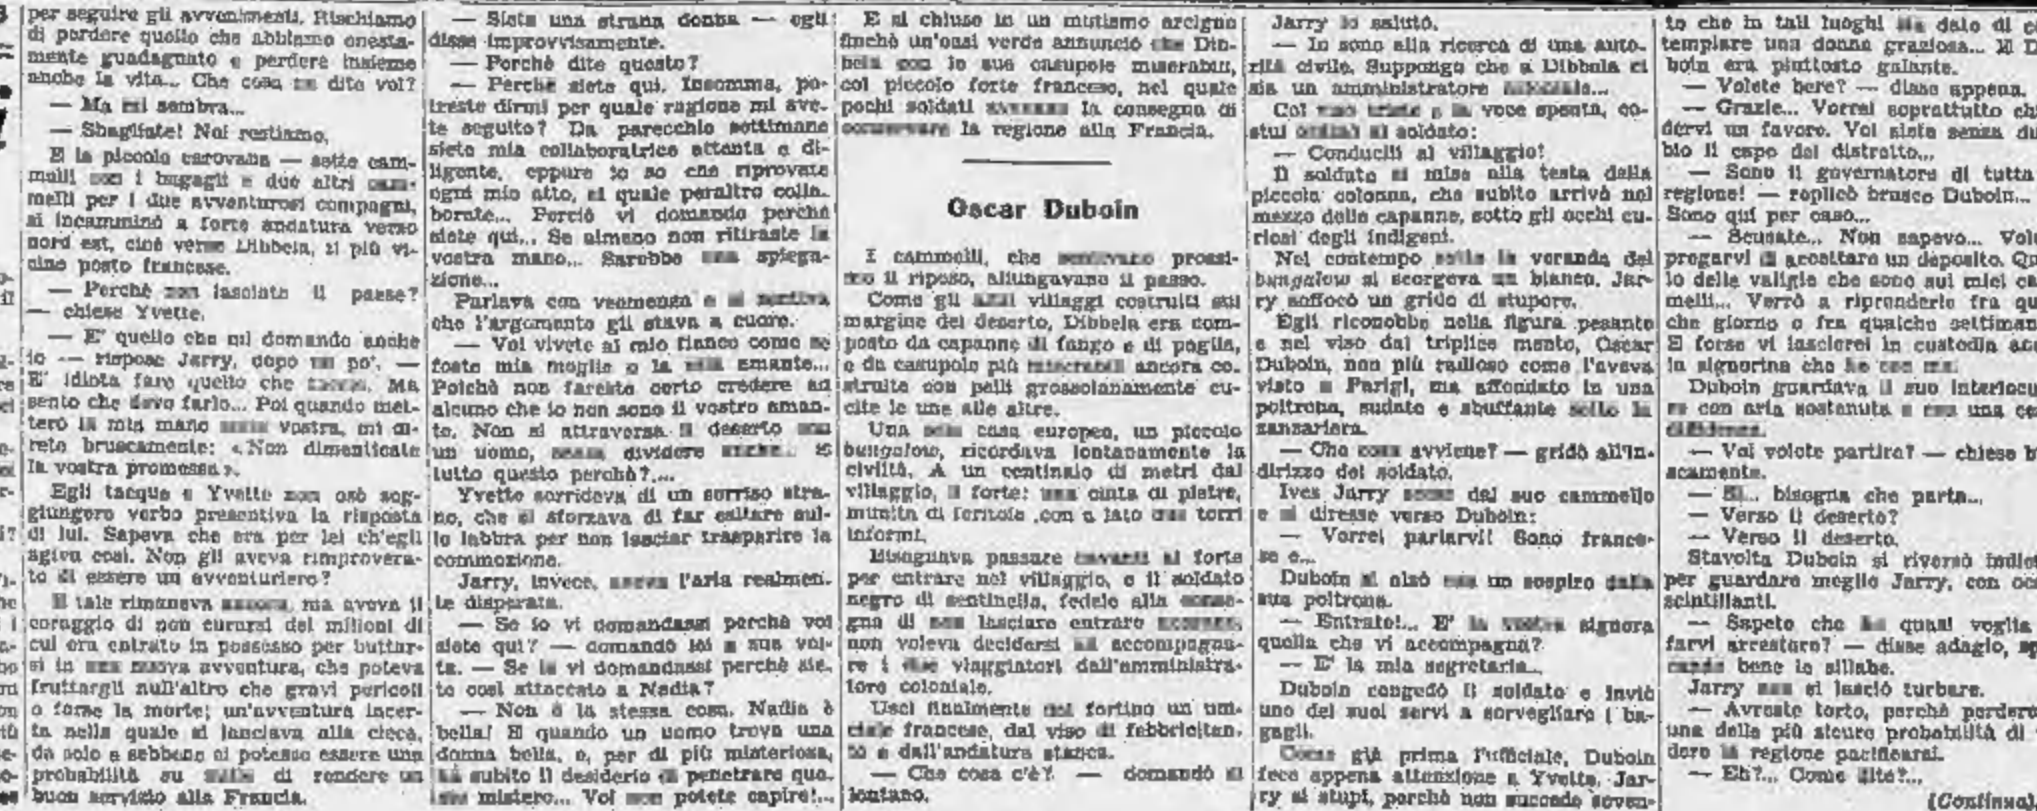 per seguire gli avvenimenti. Rischiamo
di perdere quello che abbiamo onesta-
mente guadagnato e perdere insieme
anche la vita... Che cosa ne dite voi?
— Ma mi sembra...
— Sbagliate! Noi restiamo.
E la piccola carovana — sette cam-
melli con i bagagli e due altri cam-
melli per i due avventurosi compagni,
si incamminò a forte andatura verso
nord est, cioè verso Dibbela, il più vi-
cino posto francese.
— Perchè non lasciate il paese?
— chiese Yvette.
— E' quello che mi domando anche
io — rispose Jarry, dopo un po'. —
E' idiota fare quello che Ma
sento che devo farlo... Poi quando met-
terò la mia mano nella vostra, mi di-
rete bruscamente: « Non dimenticate
la vostra promessa ».
Egli tacque e Yvette non osò sog-
giungere verbo presentiva la risposta
di lui. Sapeva che era per lei ch'egli
agiva così. Non gli aveva rimprovera-
to di essere un avventuriero?
E tale rimaneva ancora, ma aveva il
coraggio di non curarsi dei milioni di
cui era entrato in possesso per buttar-
si in una nuova avventura, che poteva
fruttargli null'altro che gravi pericoli
o forse la morte; un'avventura incer-
ta nella quale si lanciava alla cieca,
da solo e sebbene ci potesse essere una
probabilità su mille di rendere un
buon servizio alla Francia.
— Siete una strana donna — egli
disse improvvisamente.
— Perchè dite questo?
— Perchè siete qui. Insomma, po-
treste dirmi per quale ragione mi ave-
te seguito? Da parecchie settimane
siete mia collaboratrice attenta e di-
ligente, eppure io so che riprovate
ogni mio atto, al quale peraltro colla-
borate... Perciò vi domando perchè
siete qui... Se almeno non ritiraste la
vostra mano... Sarebbe una spiega-
zione...
Parlava con veemenza e si sentiva
che l'argomento gli stava a cuore.
— Voi vivete al mio fianco come se
foste mia moglie o la mia amante...
Poichè non fareste certo credere ad
alcuno che io non sono il vostro aman-
te. Non si attraversa il deserto con
un uomo, senza dividere anche... E
tutto questo perchè?...
Yvette sorrideva di un sorriso stra-
no, che si sforzava di far saltare sul-
le labbra per non lasciar trasparire la
commozione.
Jarry, invece, aveva l'aria realmen-
te disperata.
— Se io vi domandassi perchè voi
siete qui? — domandò lei a sua vol-
ta. — Se io vi domandassi perchè sie-
te così attaccato a Nadia?
— Non è la stessa cosa. Nadia è
bella! E quando un uomo trova una
donna bella, e, per di più misteriosa,
ha subito il desiderio di penetrare quel
suo mistero... Voi non potete capire!...
E si chiuse in un mutismo arcigno
finchè un'oasi verde annunciò che Dib-
bela con le sue casupole miserabili,
col piccolo forte francese, nel quale
pochi soldati avevano la consegna di
conservare la regione alla Francia.
Oscar Duboin
I cammelli, che sentivano prossi-
mo il riposo, allungavano il passo.
Come gli altri villaggi costruiti sul
margine del deserto, Dibbela era com-
posto da capanne di fango e di paglia,
e da casupole più miserabili ancora co-
struite con pelli grossolanamente cu-
cite le une alle altre.
Una sola casa europea, un piccolo
bungalow, ricordava lontanamente la
civiltà. A un centinaio di metri dal
villaggio, il forte: una cinta di pietre,
munita di feritoie ,con a lato due torri
informi.
Bisognava passare davanti al forte
per entrare nel villaggio, e il soldato
negro di sentinella, fedele alla conse-
gna di non lasciare entrare nessuno,
non voleva decidersi ad accompagna-
re i due viaggiatori dall'amministra-
tore coloniale.
Uscì finalmente dal fortino un uffi-
ciale francese, dal viso di febbricitan-
te e dall'andatura stanca.
— Che cosa c'è? — domandò di
lontano.
Jarry lo salutò.
— Io sono alla ricerca di una auto-
rità civile. Suppongo che a Dibbela ci
sia un amministratore
Col viso triste e la voce spenta, co-
stui ordinò al soldato:
— Conducili al villaggio!
Il soldato si mise alla testa della
piccola colonna, che subito arrivò nel
mezzo delle capanne, sotto gli occhi cu-
riosi degli indigeni.
Nel contempo sotto la veranda del
bungalow si scorgeva un bianco. Jar-
ry soffocò un grido di stupore.
Egli riconobbe nella figura pesante
e nel viso dal triplice mento, Oscar
Duboin, non più radioso come l'aveva
visto a Parigi, ma affondato in una
poltrona, sudato e sbuffante sotto la
zanzariera.
— Che cosa avviene? — gridò all'in-
dirizzo del soldato.
Ives Jarry scese dal suo cammello
e si diresse verso Duboin:
— Vorrei parlarvi! Sono france-
se e...
Duboin si alzò con un sospiro dalla
sua poltrona.
— Entrate!... E' la vostra signora
quella che vi accompagna?
— E' la mia segretaria...
Duboin congedò il soldato e inviò
uno dei suoi servi a sorvegliare i ba-
gagli.
Come già prima l'ufficiale, Duboin
fece appena attenzione a Yvette. Jar-
ry si stupì, perchè non succede soven-
to che in tali luoghi sia dato di c
templare una donna graziosa... E D
boin era piuttosto galante.
— Volete bere? — disse appena.
— Grazie... Vorrei soprattutto chi
dervi un favore. Voi siete senza du
bio il capo del distretto...
— Sono il governatore di tutta
regione! — replicò brusco Duboin...
Sono qui per caso...
— Scusate... Non sapevo... Vol
pregarvi di accettare un deposito. Qu
lo delle valigie che sono sui miei ca
melli... Verrò a riprenderle fra qu
che giorno o fra qualche settiman
E forse vi lascierei in custodia anc
la signorina che ho con me.
Duboin guardava il suo interlocu
re con aria sostenuta e con una ce
diffidenza.
— Voi volete partire? — chiese b
scamente.
— Sì... bisogna che parta...
— Verso il deserto?
— Verso il deserto.
Stavolta Duboin si riversò indiet
per guardare meglio Jarry, con occ
scintillanti.
— Sapete che ho quasi voglia
farvi arrestare? — disse adagio, sp
cando bene le sillabe.
Jarry non si lasciò turbare.
— Avreste torto, perchè perdere
una delle più sicure probabilità di
dere la regione pacificarsi.
— Eh?... Come dite?...
(Continua)